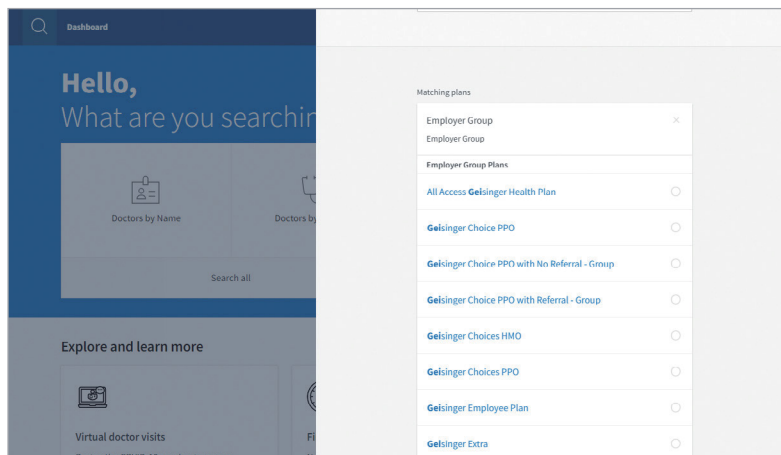 Dashboard
Hello,
What are you searchin
Doctors by Name
Doctors by
Search all
Explore and learn more
Virtual doctor visits
Fi
Matching plans
Employer Group
Employer Group
Employer Group Plans
All Access Geisinger Health Plan
Geisinger Choice PPO
Geisinger Choice PPO with No Referral - Group
Geisinger Choice PPO with Referral - Group
Geisinger Choices HMO
Geisinger Choices PPO
Geisinger Employee Plan
Geisinger Extra